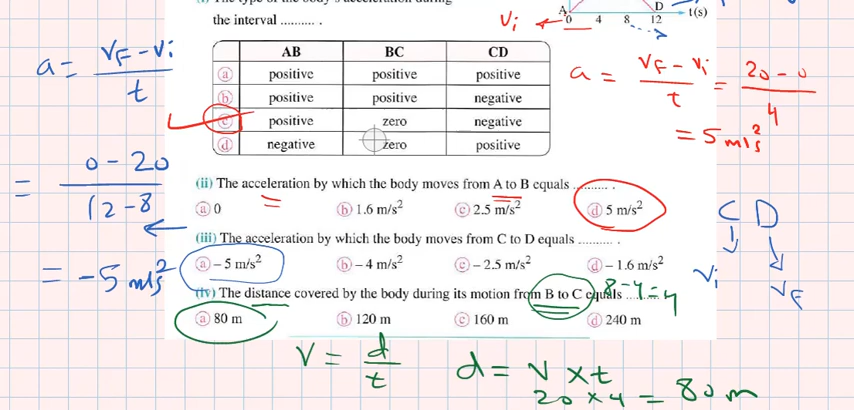 the interval .......... .
A
0 4 8 12
D
t(s)
Vi
AB BC CD
ⓐ positive positive positive
ⓑ positive positive negative
ⓒ positive zero negative
ⓓ negative zero positive
(ii) The acceleration by which the body moves from A to B equals .......... .
ⓐ 0 ⓑ 1.6 m/s² ⓒ 2.5 m/s² ⓓ 5 m/s²
(iii) The acceleration by which the body moves from C to D equals .......... .
ⓐ – 5 m/s² ⓑ – 4 m/s² ⓒ – 2.5 m/s² ⓓ – 1.6 m/s²
(iv) The distance covered by the body during its motion from B to C equals
ⓐ 80 m ⓑ 120 m ⓒ 160 m ⓓ 240 m
a = VF – Vi / t
= 0 – 20 / 12 – 8
= –5 m/s²
a = VF – Vi / t = 20 – 0 / 4
= 5 m/s²
C D
Vi VF
8 – 4 = 4
V = d / t
d = V × t
20 × 4 = 80 m